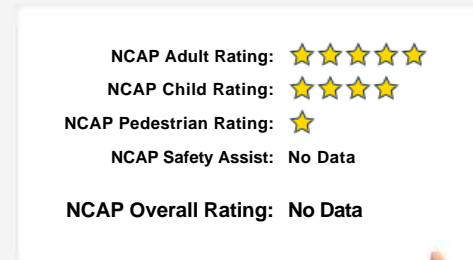 NCAP Adult Rating:
NCAP Child Rating:
NCAP Pedestrian Rating:
NCAP Safety Assist: No Data
NCAP Overall Rating: No Data